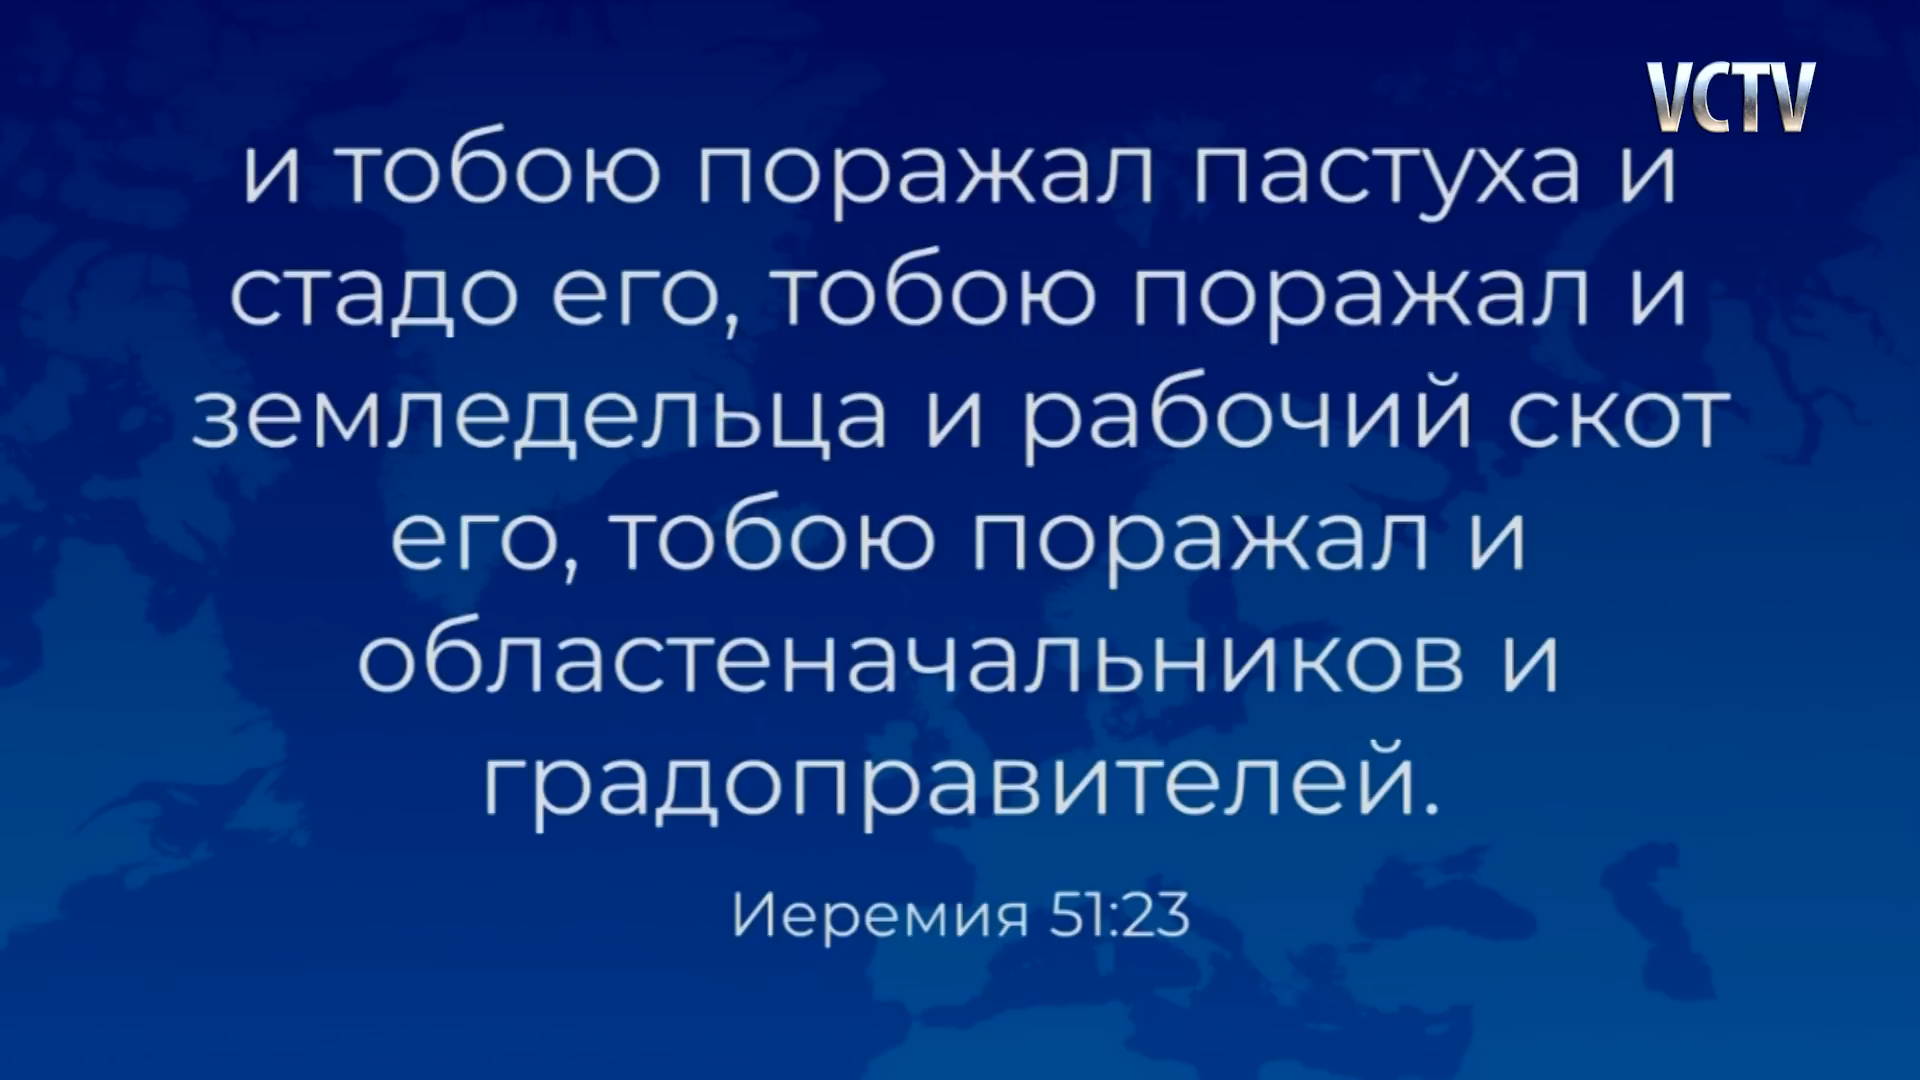 VCTV
и тобою поражал пастуха и
стадо его, тобою поражал и
земледельца и рабочий скот
его, тобою поражал и
областеначальников и
градоправителей.
Иеремия 51:23